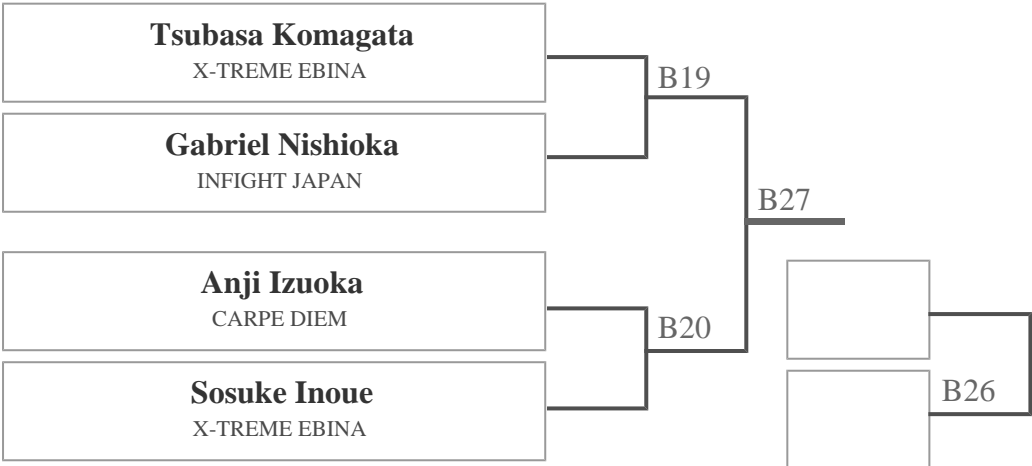 Tsubasa Komagata
X-TREME EBINA
B19
Gabriel Nishioka
INFIGHT JAPAN
B27
Anji Izuoka
CARPE DIEM
B20
Sosuke Inoue
X-TREME EBINA
B26